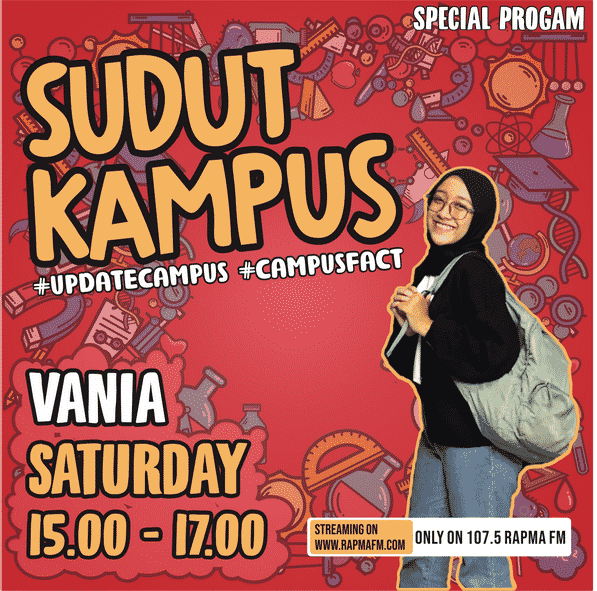 SPECIAL PROGAM
SUDUT
KAMPUS
#UPDATECAMPUS #CAMPUSFACT
VANIA
SATURDAY
15.00 - 17.00
STREAMING ON
WWW.RAPMAFM.COM
ONLY ON 107.5 RAPMA FM